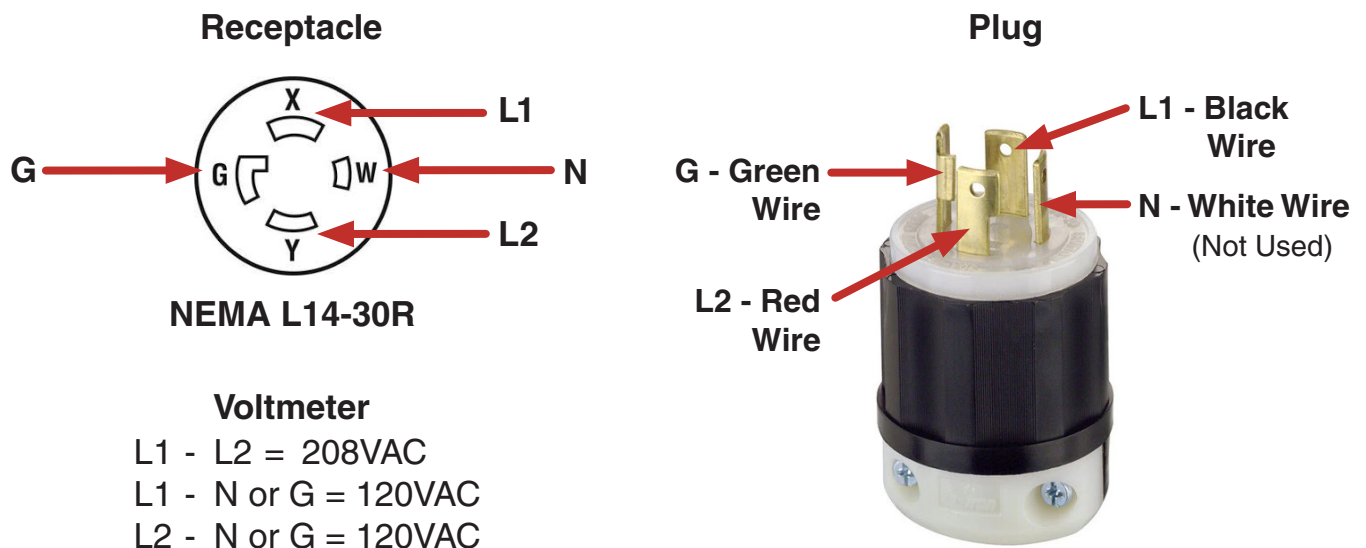 Receptacle
X
L1
G
G
W
N
L2
Y
NEMA L14-30R
Voltmeter
L1 - L2 = 208VAC
L1 - N or G = 120VAC
L2 - N or G = 120VAC
Plug
L1 - Black
Wire
G - Green
Wire
N - White Wire
(Not Used)
L2 - Red
Wire